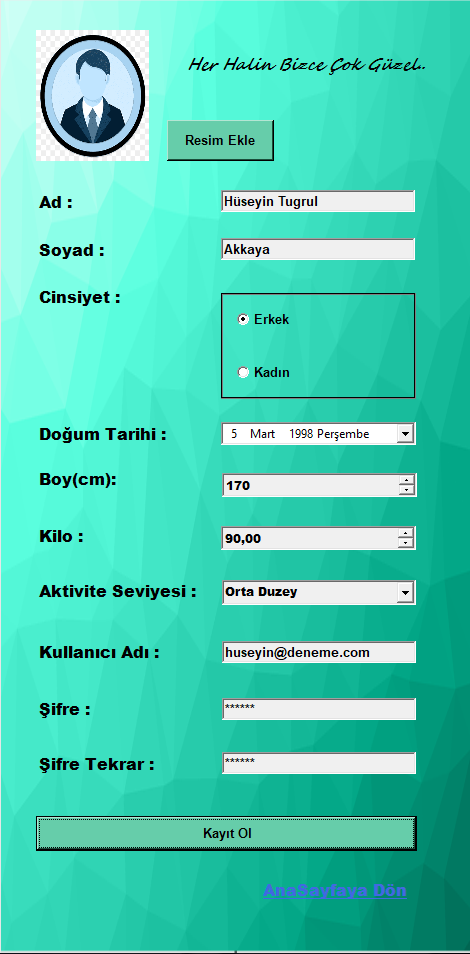 Her Halin Bizce Çok Güzel..
Resim Ekle
Ad : Hüseyin Tugrul
Soyad : Akkaya
Cinsiyet :
Erkek
Kadın
Doğum Tarihi : 5 Mart 1998 Perşembe
Boy(cm): 170
Kilo : 90,00
Aktivite Seviyesi : Orta Duzey
Kullanıcı Adı : huseyin@deneme.com
Şifre : ******
Şifre Tekrar : ******
Kayıt Ol
AnaSayfaya Dön